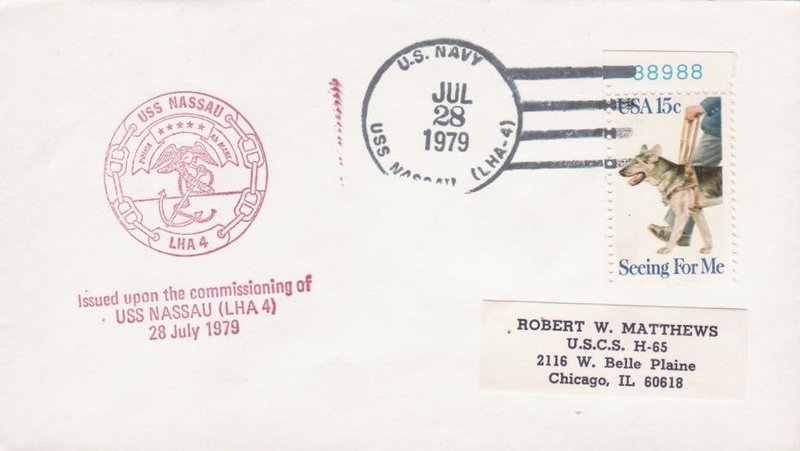 USS NASSAU
LHA 4
Issued upon the commissioning of
USS NASSAU (LHA 4)
28 July 1979
U.S. NAVY
JUL
28
1979
USS NASSAU (LHA-4)
38988
USA 15c
Seeing For Me
ROBERT W. MATTHEWS
U.S.C.S. H-65
2116 W. Belle Plaine
Chicago, IL 60618